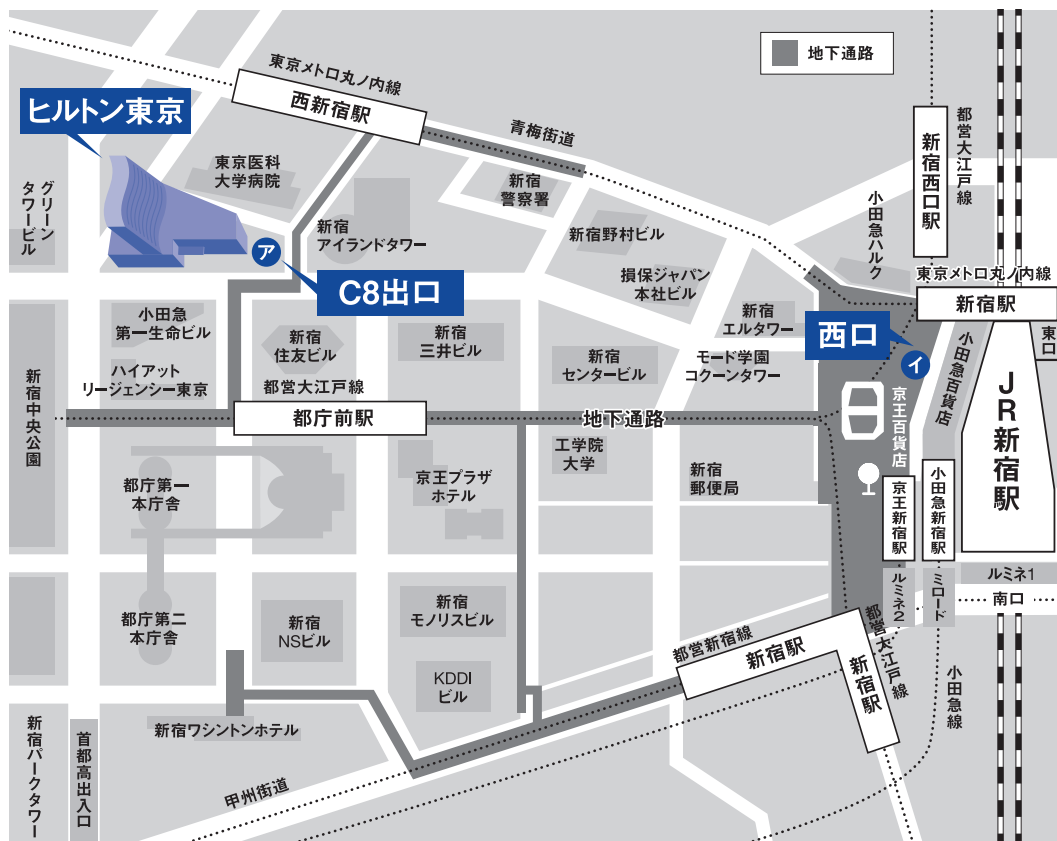 地下通路
東京メトロ丸ノ内線
西新宿駅
ヒルトン東京
青梅街道
新宿西口駅
都営大江戸線
東京医科
大学病院
新宿
警察署
グリーン
タワービル
小田急ハルク
新宿
アイランドタワー
新宿野村ビル
ア
C8出口
損保ジャパン
本社ビル
東京メトロ丸ノ内線
新宿駅
小田急
第一生命ビル
新宿
エルタワー
西口
イ
東口
新宿
住友ビル
新宿
三井ビル
新宿
センタービル
モード学園
コクーンタワー
小田急百貨店
ハイアット
リージェンシー東京
都営大江戸線
都庁前駅
地下通路
京王百貨店
JR新宿駅
新宿中央公園
工学院
大学
都庁第一
本庁舎
京王プラザ
ホテル
新宿
郵便局
京王新宿駅
小田急新宿駅
ルミネ1
ルミネ2
ミロード
南口
都庁第二
本庁舎
新宿
NSビル
新宿
モノリスビル
都営新宿線
新宿駅
都営大江戸線
新宿駅
KDDI
ビル
小田急線
新宿ワシントンホテル
新宿パークタワー
首都高出入口
甲州街道